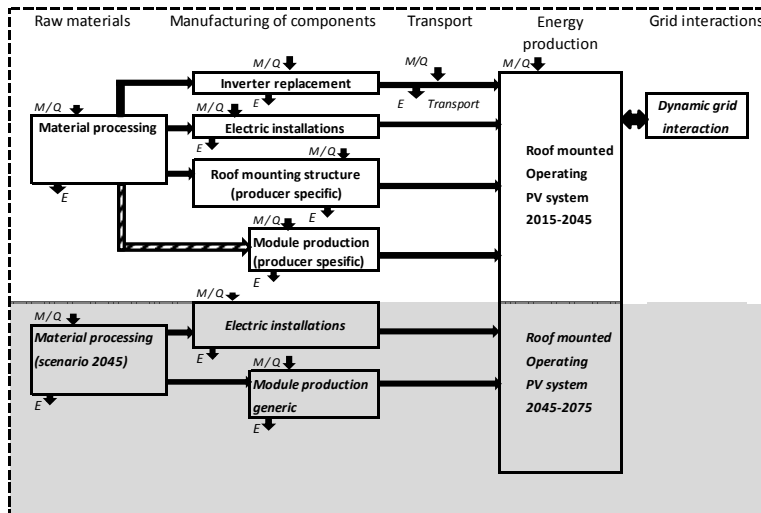 Raw materials
Manufacturing of components
Transport
Energy
production
Grid interactions
M/Q
Inverter replacement
E
M/Q
E
Transport
M/Q
M/Q
Material processing
E
M/Q
Electric installations
E
Dynamic grid
interaction
M/Q
Roof mounting structure
(producer specific)
E
Roof mounted
Operating
PV system
2015-2045
M/Q
Module production
(producer spesific)
E
M/Q
Electric installations
E
M/Q
Material processing
(scenario 2045)
E
M/Q
Module production
generic
E
Roof mounted
Operating
PV system
2045-2075